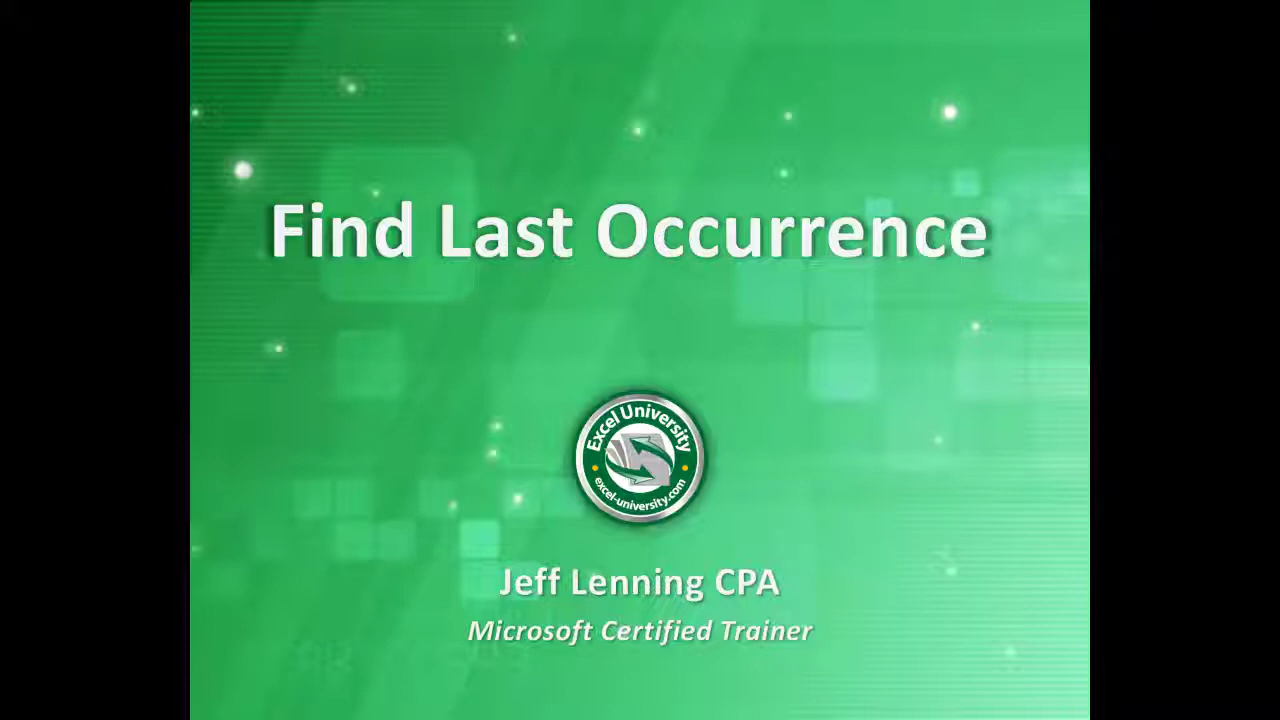 Find Last Occurrence
Excel University
excel-university.com
Jeff Lenning CPA
Microsoft Certified Trainer